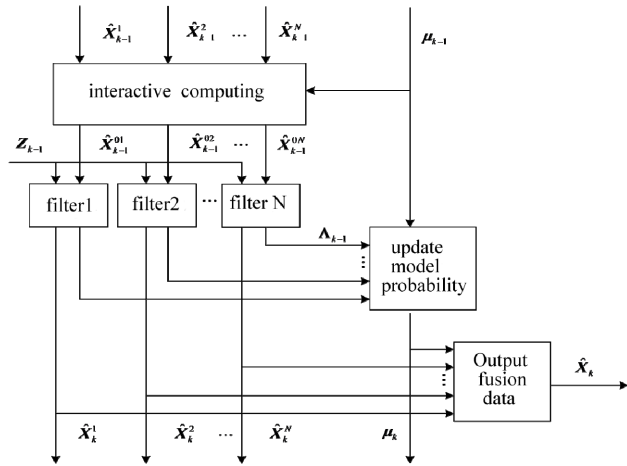 X̂¹ₖ₋₁ X̂²ₖ₋₁ ... X̂ᴺₖ₋₁ μₖ₋₁
interactive computing
Zₖ₋₁ X̂⁰¹ₖ₋₁ X̂⁰²ₖ₋₁ ... X̂⁰ᴺₖ₋₁
filter1 filter2 ... filter N
Λₖ₋₁
update
model
probability
...
Output
fusion
data
...
X̂ₖ
X̂¹ₖ X̂²ₖ ... X̂ᴺₖ μₖ